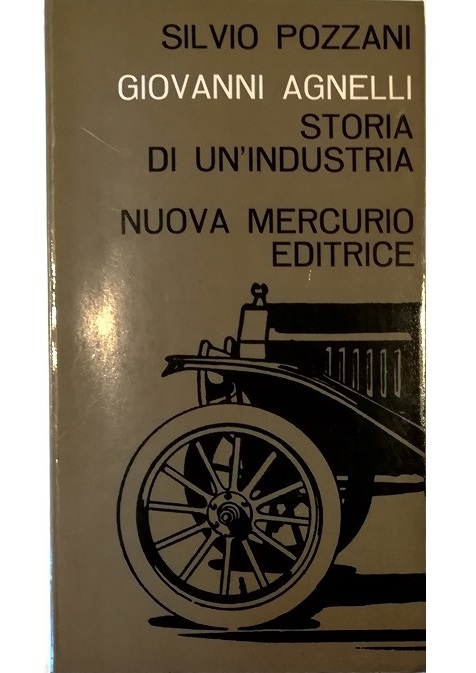 SILVIO POZZANI
GIOVANNI AGNELLI
STORIA
DI UN'INDUSTRIA
NUOVA MERCURIO
EDITRICE